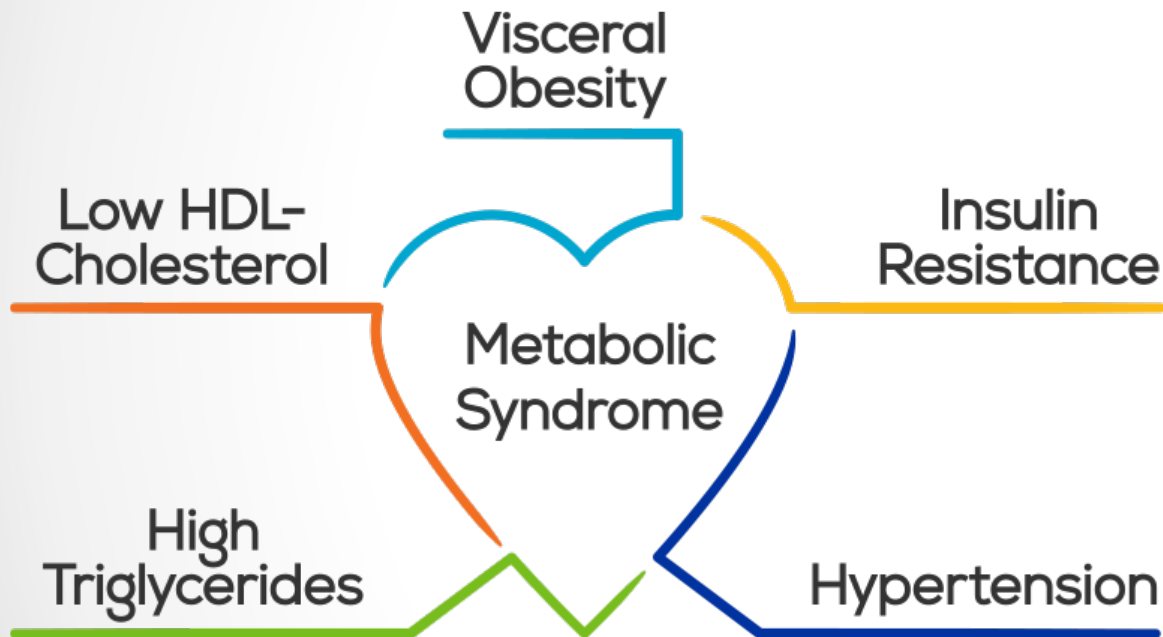 Visceral
Obesity
Low HDL-
Cholesterol
Insulin
Resistance
Metabolic
Syndrome
High
Triglycerides
Hypertension